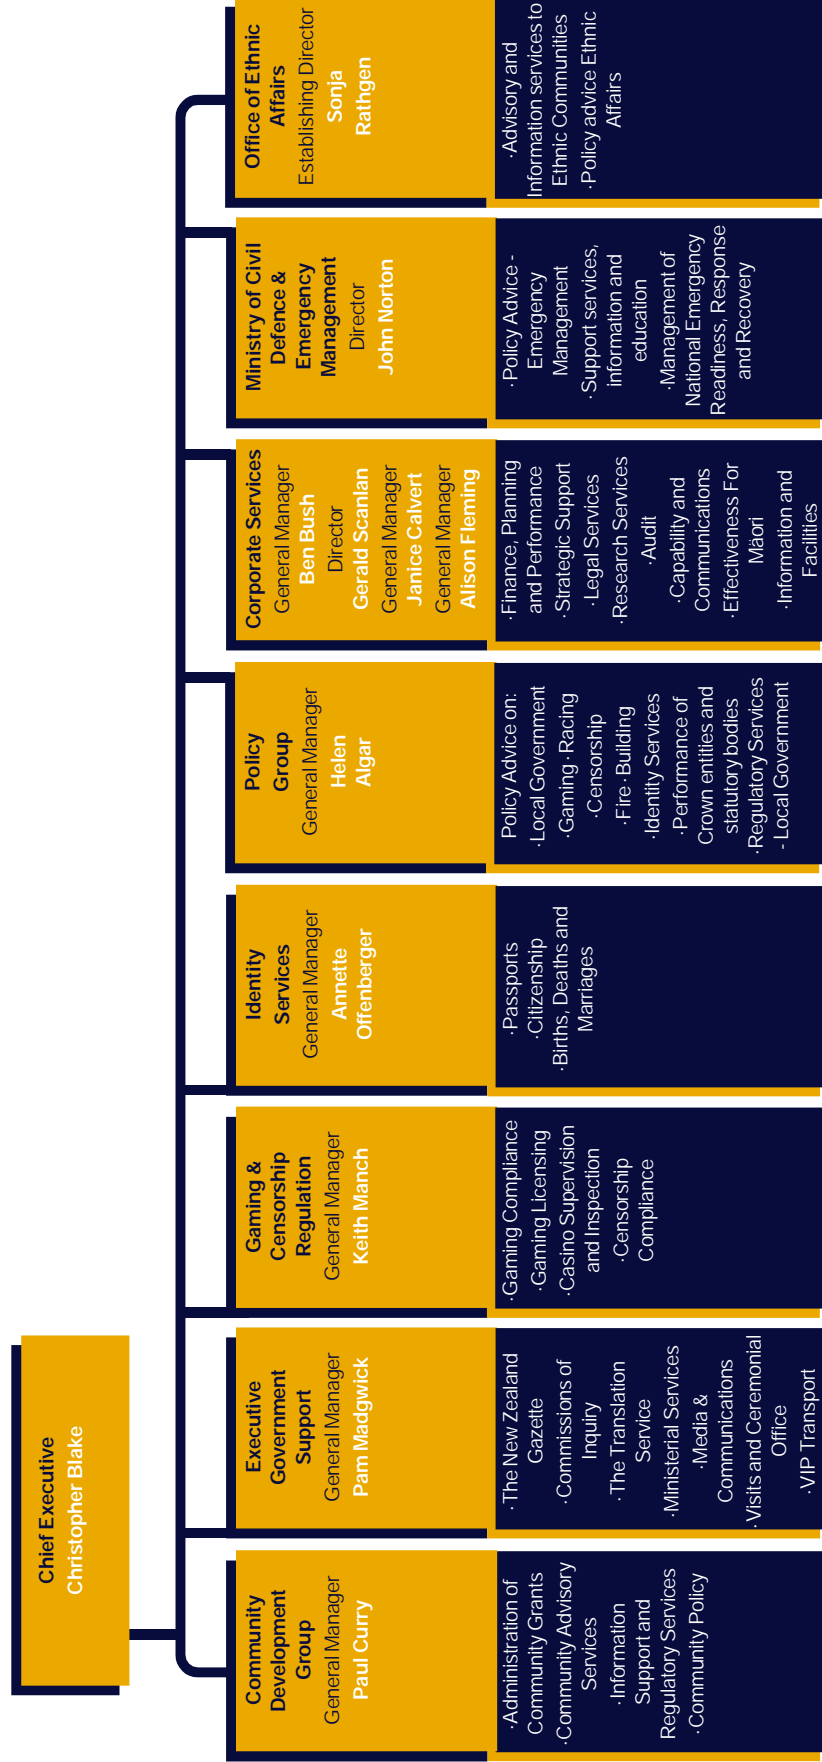 Chief Executive
Christopher Blake
Community
Development
Group
General Manager
Paul Curry
·Administration of
Community Grants
·Community Advisory
Services
·Information
Support and
Regulatory Services
·Community Policy
Executive
Government
Support
General Manager
Pam Madgwick
·The New Zealand
Gazette
·Commissions of
Inquiry
·The Translation
Service
·Ministerial Services
·Media &
Communications
·Visits and Ceremonial
Office
·VIP Transport
Gaming &
Censorship
Regulation
General Manager
Keith Manch
·Gaming Compliance
·Gaming Licensing
·Casino Supervision
and Inspection
·Censorship
Compliance
Identity
Services
General Manager
Annette
Offenberger
·Passports
·Citizenship
·Births, Deaths and
Marriages
Policy
Group
General Manager
Helen
Algar
Policy Advice on:
·Local Government
·Gaming ·Racing
·Censorship
·Fire ·Building
·Identity Services
·Performance of
Crown entities and
statutory bodies
·Regulatory Services
- Local Government
Corporate Services
General Manager
Ben Bush
Director
Gerald Scanlan
General Manager
Janice Calvert
General Manager
Alison Fleming
·Finance, Planning
and Performance
·Strategic Support
·Legal Services
·Research Services
·Audit
·Capability and
Communications
·Effectiveness For
Mäori
·Information and
Facilities
Ministry of Civil
Defence &
Emergency
Management
Director
John Norton
·Policy Advice -
Emergency
Management
·Support services,
information and
education
·Management of
National Emergency
Readiness, Response
and Recovery
Office of Ethnic
Affairs
Establishing Director
Sonja
Rathgen
·Advisory and
Information services to
Ethnic Communities
·Policy advice Ethnic
Affairs